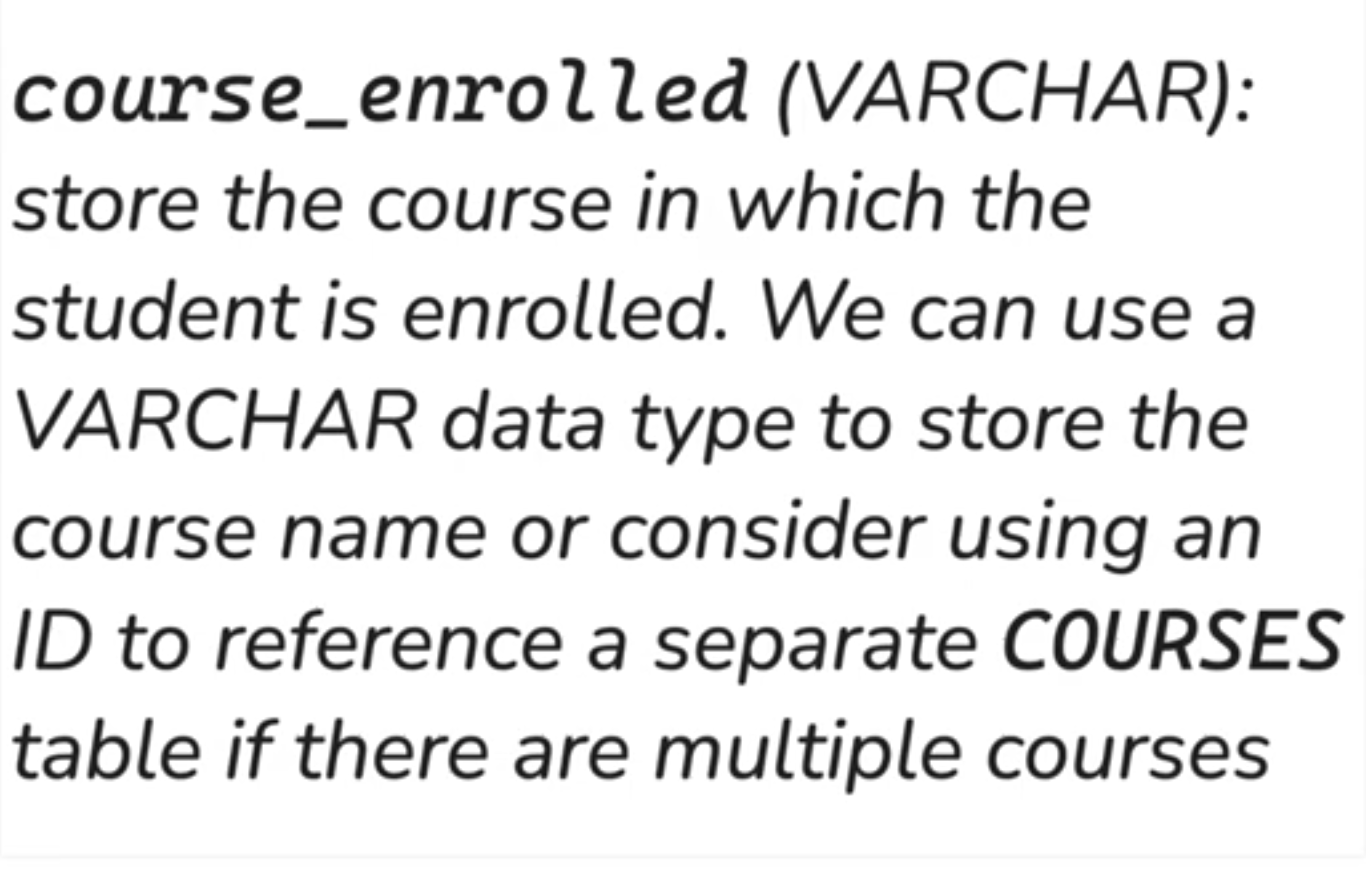 course_enrolled (VARCHAR):
store the course in which the
student is enrolled. We can use a
VARCHAR data type to store the
course name or consider using an
ID to reference a separate COURSES
table if there are multiple courses